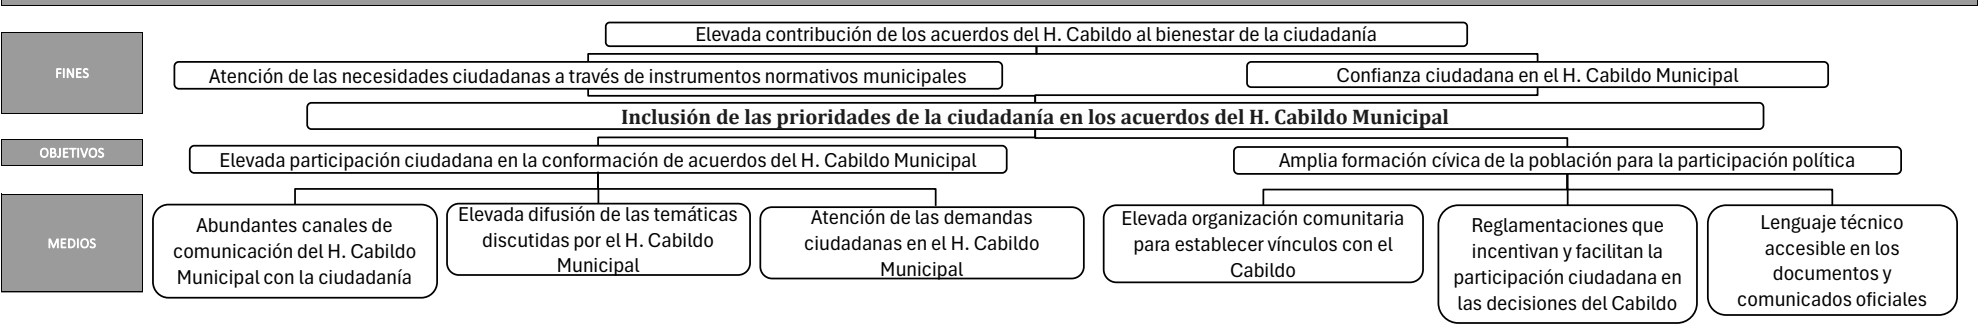 Elevada contribución de los acuerdos del H. Cabildo al bienestar de la ciudadanía
FINES
Atención de las necesidades ciudadanas a través de instrumentos normativos municipales
Confianza ciudadana en el H. Cabildo Municipal
Inclusión de las prioridades de la ciudadanía en los acuerdos del H. Cabildo Municipal
OBJETIVOS
Elevada participación ciudadana en la conformación de acuerdos del H. Cabildo Municipal
Amplia formación cívica de la población para la participación política
MEDIOS
Abundantes canales de
comunicación del H. Cabildo
Municipal con la ciudadanía
Elevada difusión de las temáticas
discutidas por el H. Cabildo
Municipal
Atención de las demandas
ciudadanas en el H. Cabildo
Municipal
Elevada organización comunitaria
para establecer vínculos con el
Cabildo
Reglamentaciones que
incentivan y facilitan la
participación ciudadana en
las decisiones del Cabildo
Lenguaje técnico
accesible en los
documentos y
comunicados oficiales